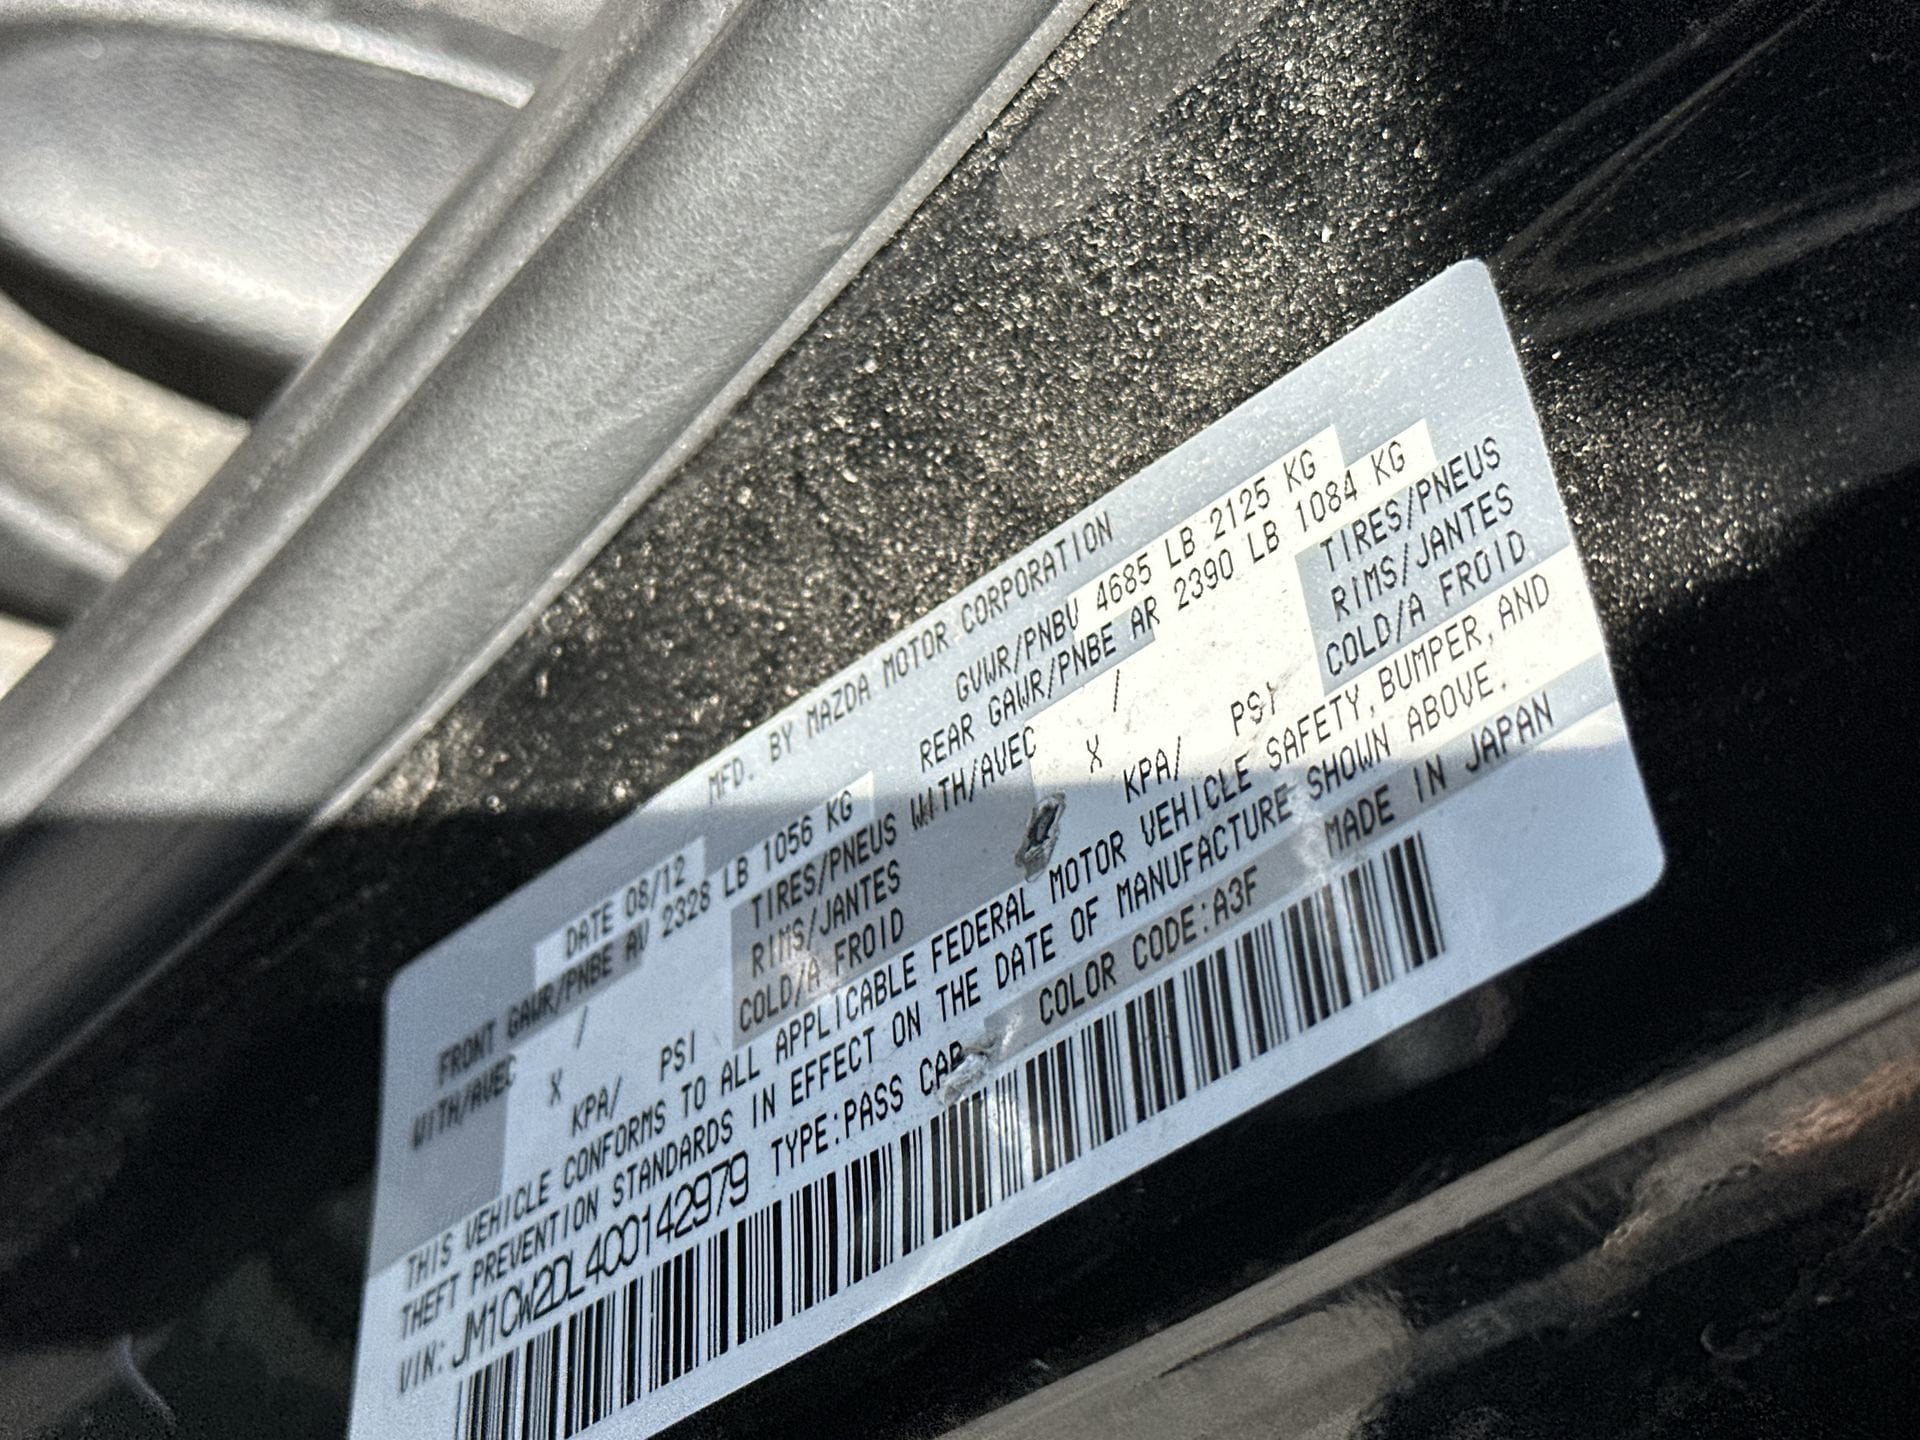 MFD. BY MAZDA MOTOR CORPORATION
DATE 08/12 GVWR/PNBV 4685 LB 2125 KG
FRONT GAWR/PNBE AV 2328 LB 1056 KG REAR GAWR/PNBE AR 2390 LB 1084 KG
WITH/AVEC / TIRES/PNEUS WITH/AVEC / TIRES/PNEUS
X RIMS/JANTES X RIMS/JANTES
KPA/ PSI COLD/A FROID KPA/ PSI COLD/A FROID
THIS VEHICLE CONFORMS TO ALL APPLICABLE FEDERAL MOTOR VEHICLE SAFETY,BUMPER,AND
THEFT PREVENTION STANDARDS IN EFFECT ON THE DATE OF MANUFACTURE SHOWN ABOVE.
VIN: JM1CW2DL4C0142979 TYPE:PASS CAR COLOR CODE:A3F MADE IN JAPAN